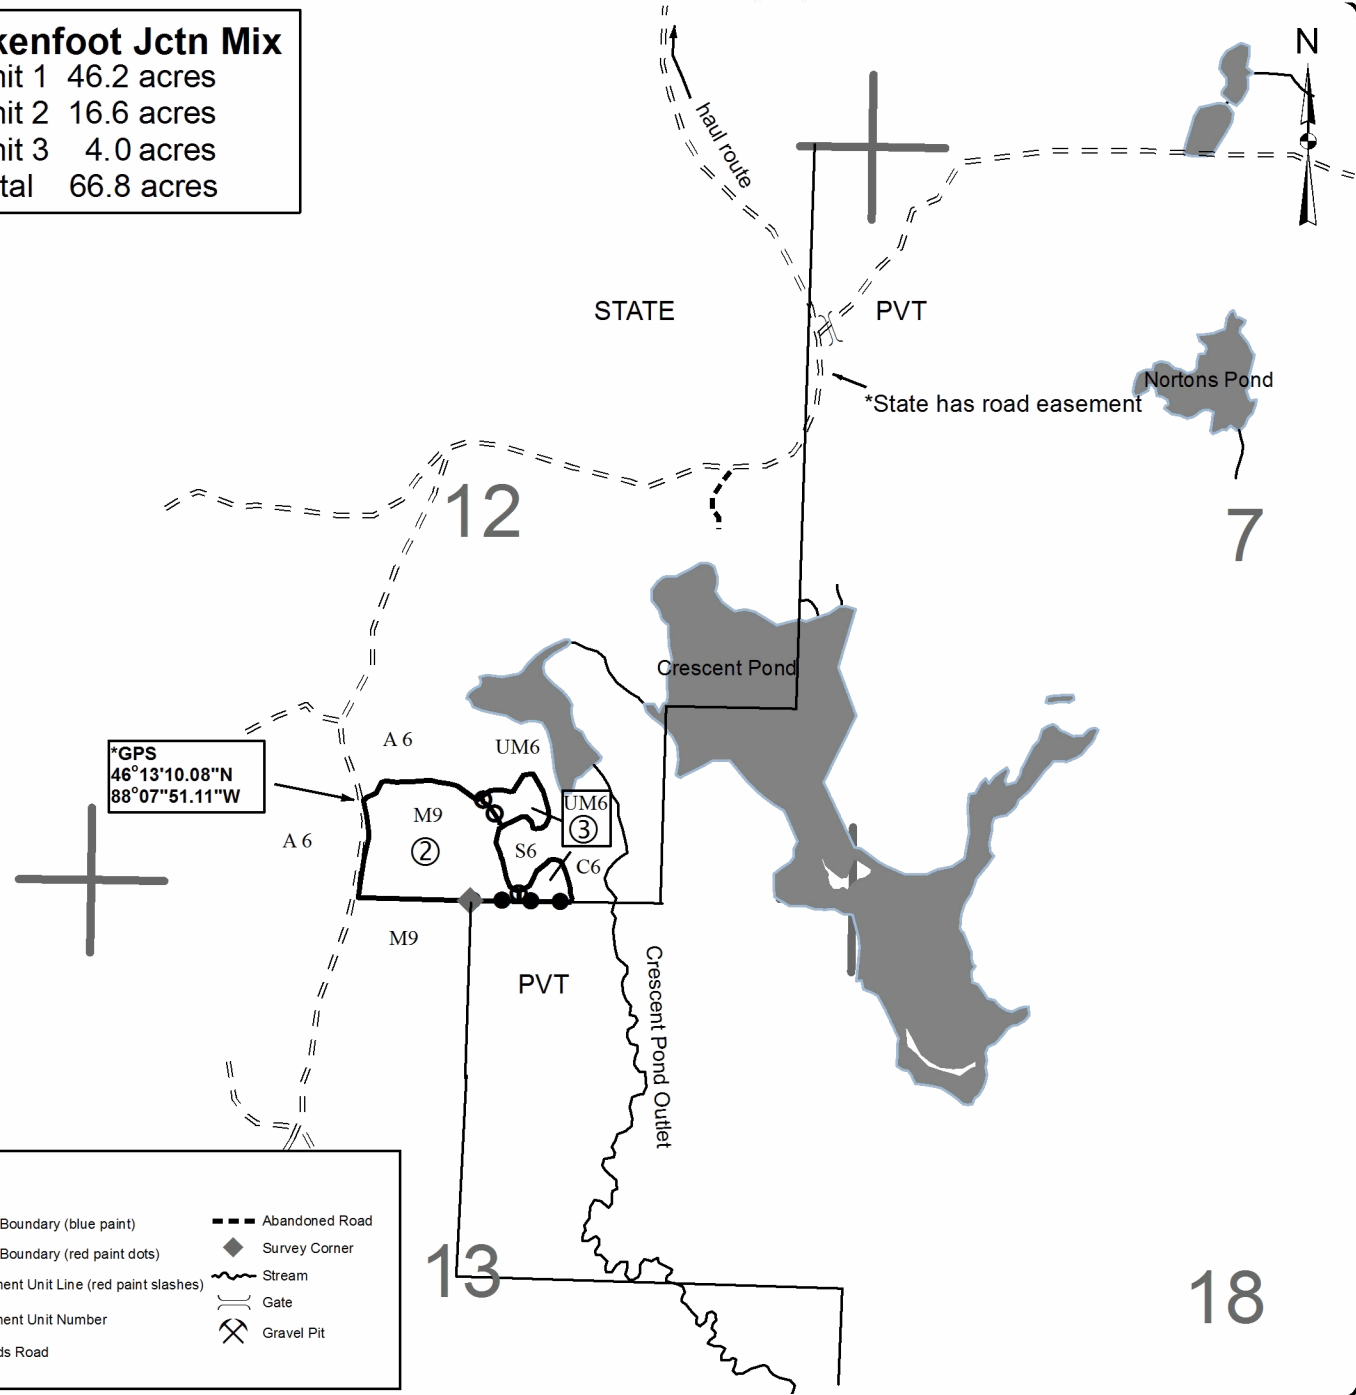 kenfoot Jctn Mix
nit 1 46.2 acres
nit 2 16.6 acres
nit 3 4.0 acres
tal 66.8 acres
N
haul route
STATE
PVT
Nortons Pond
*State has road easement
12
7
Crescent Pond
A 6
UM6
*GPS
46°13'10.08"N
88°07"51.11"W
UM6
M9
3
A 6
2
S6
C6
M9
PVT
Crescent Pond Outlet
Boundary (blue paint)
Abandoned Road
Boundary (red paint dots)
Survey Corner
nent Unit Line (red paint slashes)
Stream
Gate
nent Unit Number
Gravel Pit
ds Road
13
18